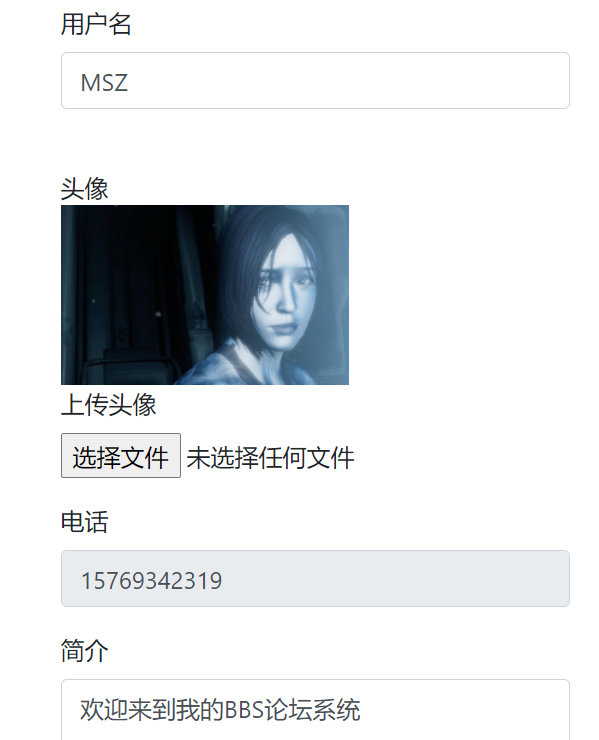 用户名
MSZ
头像
上传头像
选择文件 未选择任何文件
电话
15769342319
简介
欢迎来到我的BBS论坛系统